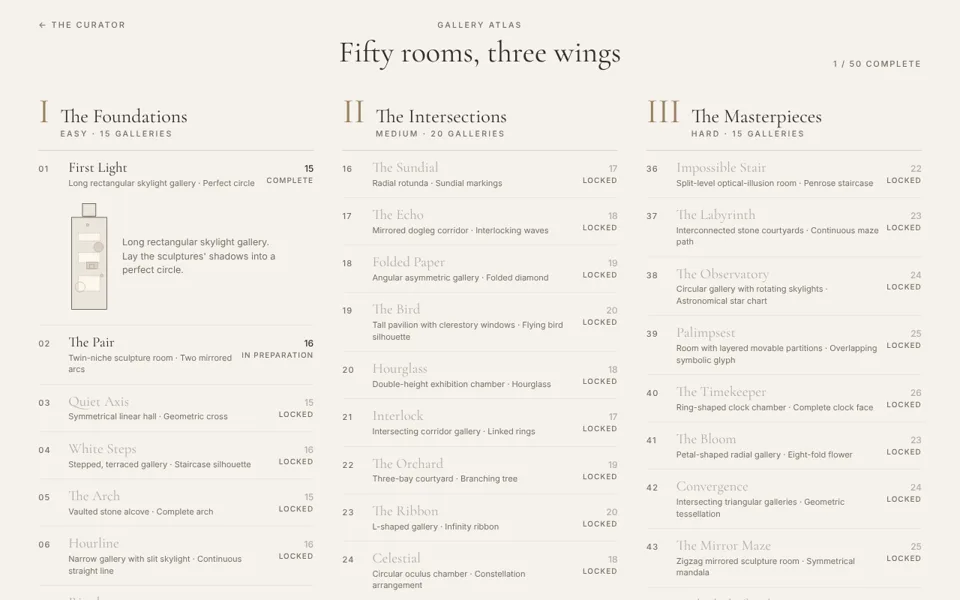 ← THE CURATOR
GALLERY ATLAS
Fifty rooms, three wings
1 / 50 COMPLETE
I The Foundations
EASY · 15 GALLERIES
01 First Light 15
Long rectangular skylight gallery · Perfect circle COMPLETE
Long rectangular skylight gallery.
Lay the sculptures' shadows into a
perfect circle.
02 The Pair 16
Twin-niche sculpture room · Two mirrored IN PREPARATION
arcs
03 Quiet Axis 15
Symmetrical linear hall · Geometric cross LOCKED
04 White Steps 16
Stepped, terraced gallery · Staircase silhouette LOCKED
05 The Arch 15
Vaulted stone alcove · Complete arch LOCKED
06 Hourline 16
Narrow gallery with slit skylight · Continuous LOCKED
straight line
II The Intersections
MEDIUM · 20 GALLERIES
16 The Sundial 17
Radial rotunda · Sundial markings LOCKED
17 The Echo 18
Mirrored dogleg corridor · Interlocking waves LOCKED
18 Folded Paper 19
Angular asymmetric gallery · Folded diamond LOCKED
19 The Bird 20
Tall pavilion with clerestory windows · Flying bird LOCKED
silhouette
20 Hourglass 18
Double-height exhibition chamber · Hourglass LOCKED
21 Interlock 17
Intersecting corridor gallery · Linked rings LOCKED
22 The Orchard 19
Three-bay courtyard · Branching tree LOCKED
23 The Ribbon 20
L-shaped gallery · Infinity ribbon LOCKED
24 Celestial 18
Circular oculus chamber · Constellation LOCKED
arrangement
III The Masterpieces
HARD · 15 GALLERIES
36 Impossible Stair 22
Split-level optical-illusion room · Penrose staircase LOCKED
37 The Labyrinth 23
Interconnected stone courtyards · Continuous maze LOCKED
path
38 The Observatory 24
Circular gallery with rotating skylights · LOCKED
Astronomical star chart
39 Palimpsest 25
Room with layered movable partitions · Overlapping LOCKED
symbolic glyph
40 The Timekeeper 26
Ring-shaped clock chamber · Complete clock face LOCKED
41 The Bloom 23
Petal-shaped radial gallery · Eight-fold flower LOCKED
42 Convergence 24
Intersecting triangular galleries · Geometric LOCKED
tessellation
43 The Mirror Maze 25
Zigzag mirrored sculpture room · Symmetrical LOCKED
mandala